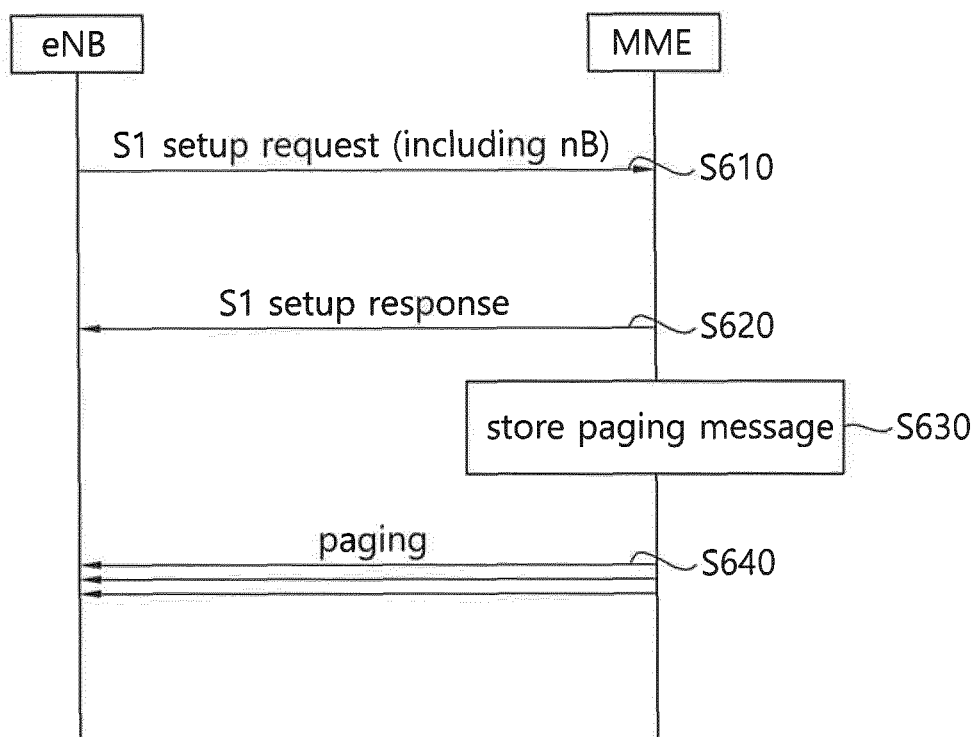 eNB
MME
S1 setup request (including nB)
S610
S1 setup response
S620
store paging message
S630
paging
S640